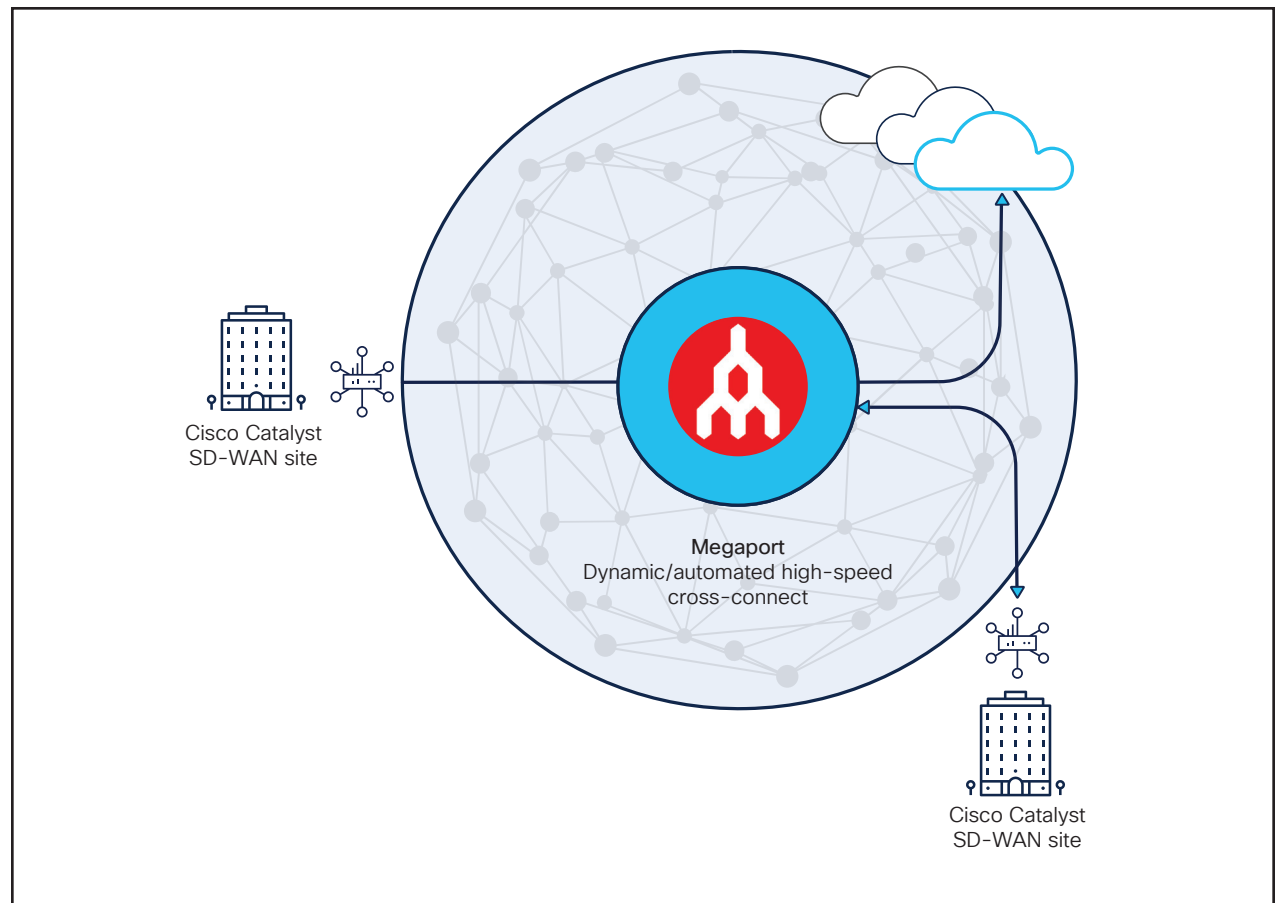 Cisco Catalyst
SD-WAN site
Megaport
Dynamic/automated high-speed
cross-connect
Cisco Catalyst
SD-WAN site